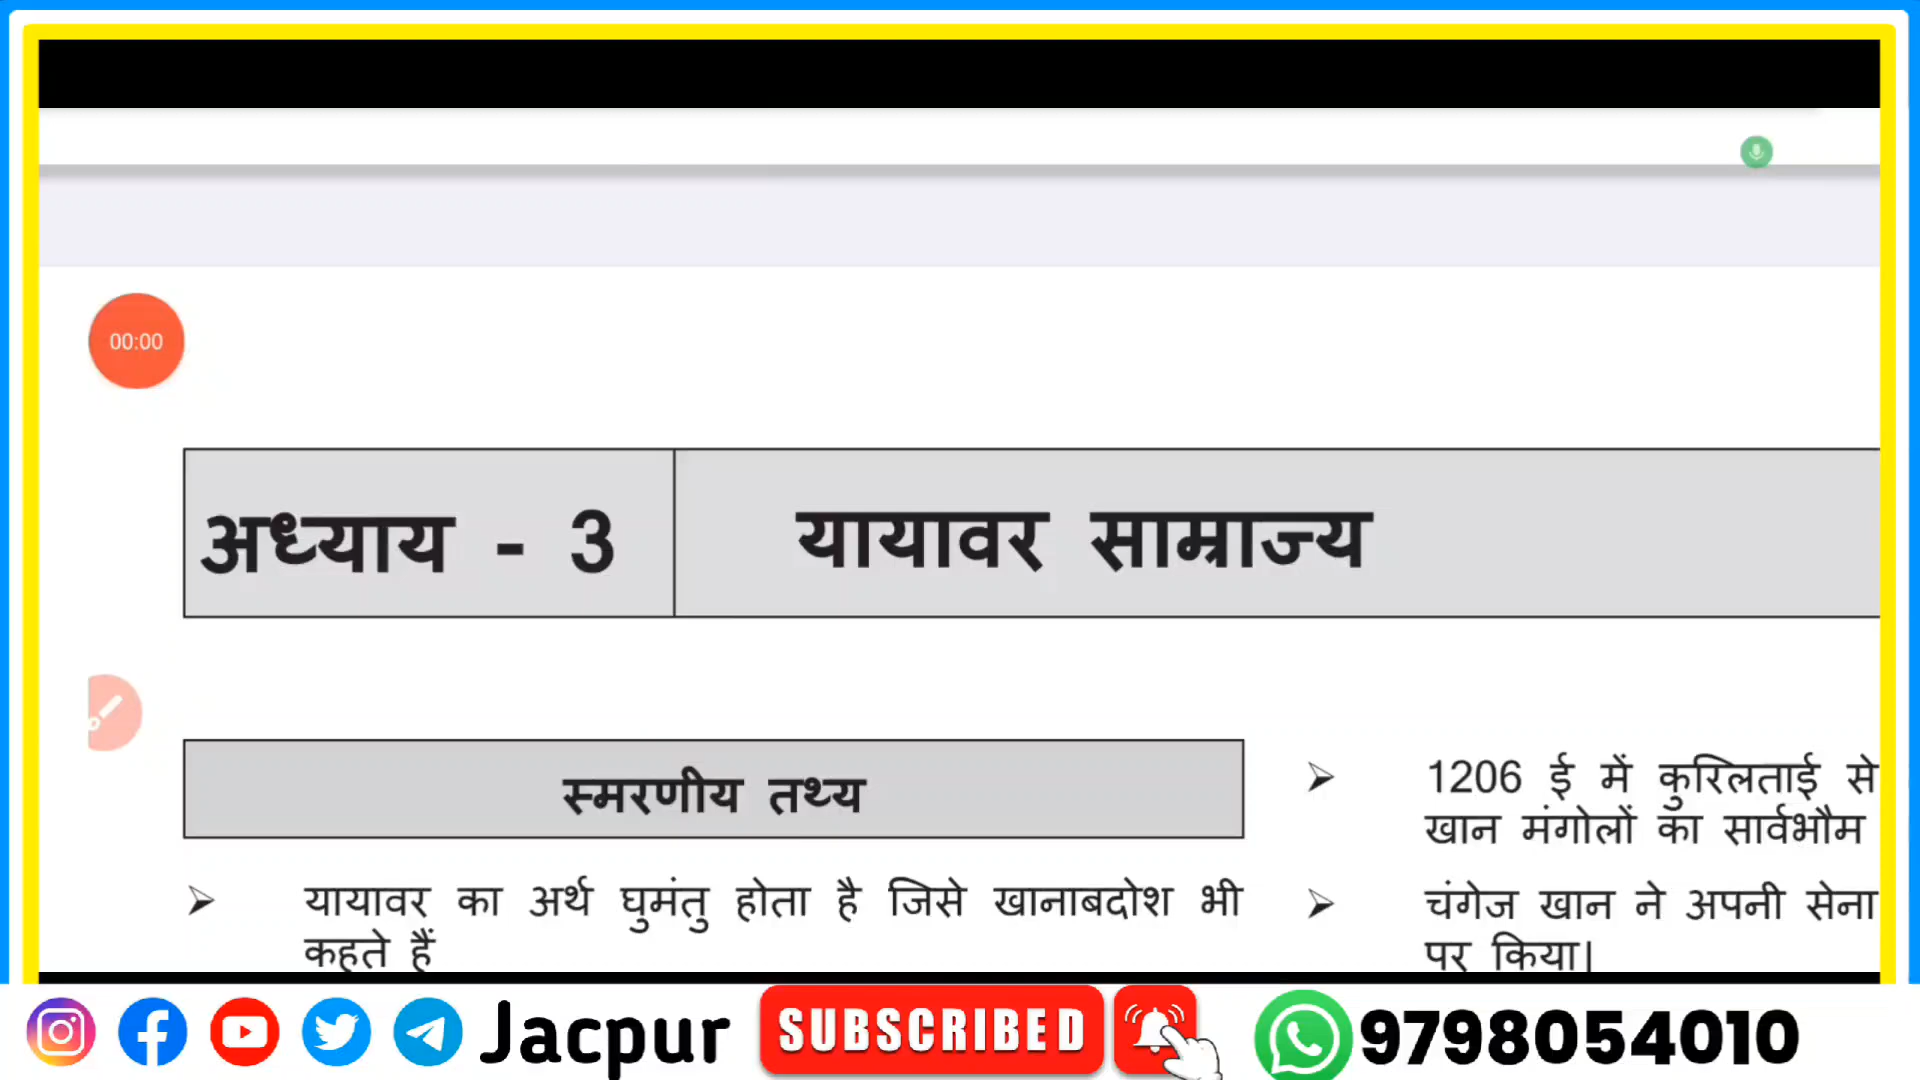 00:00
अध्याय - 3
यायावर साम्राज्य
स्मरणीय तथ्य
➢ यायावर का अर्थ घुमंतु होता है जिसे खानाबदोश भी
कहते हैं
➢ 1206 ई में कुरिलताई से
खान मंगोलों का सार्वभौम
➢ चंगेज खान ने अपनी सेना
पर किया।
Jacpur
SUBSCRIBED
9798054010